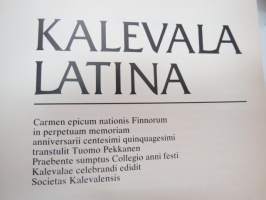 KALEVALA
LATINA
Carmen epicum nationis Finnorum
in perpetuam memoriam
anniversarii centesimi quinquagesimi
transtulit Tuomo Pekkanen
Praebente sumptus Collegio anni festi
Kalevalae celebrandi edidit
Societas Kalevalensis